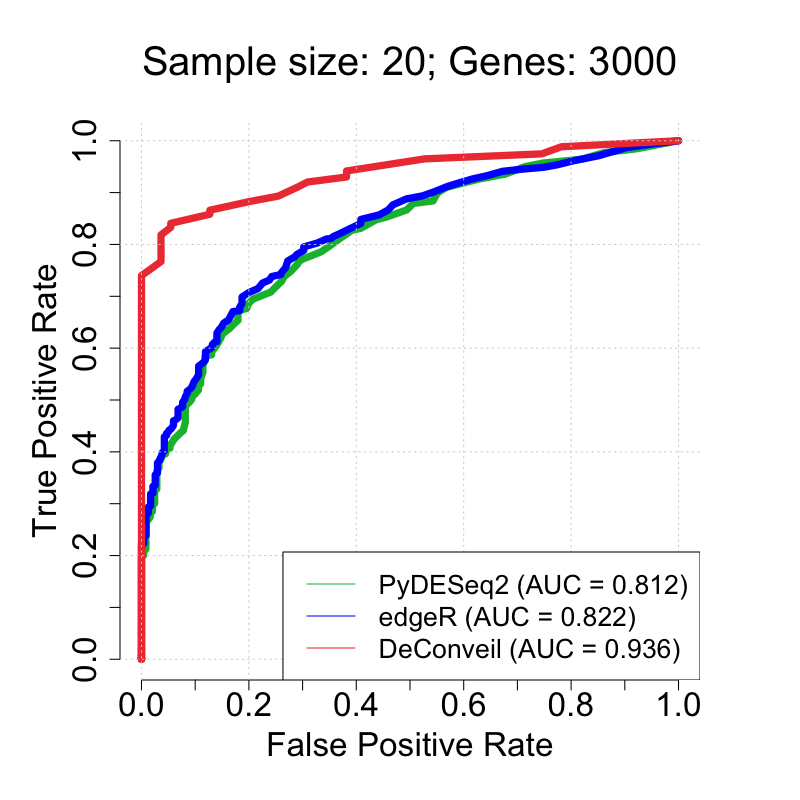 Sample size: 20; Genes: 3000
True Positive Rate
1.0
0.8
0.6
0.4
0.2
0.0
PyDESeq2 (AUC = 0.812)
edgeR (AUC = 0.822)
DeConveil (AUC = 0.936)
0.0 0.2 0.4 0.6 0.8 1.0
False Positive Rate